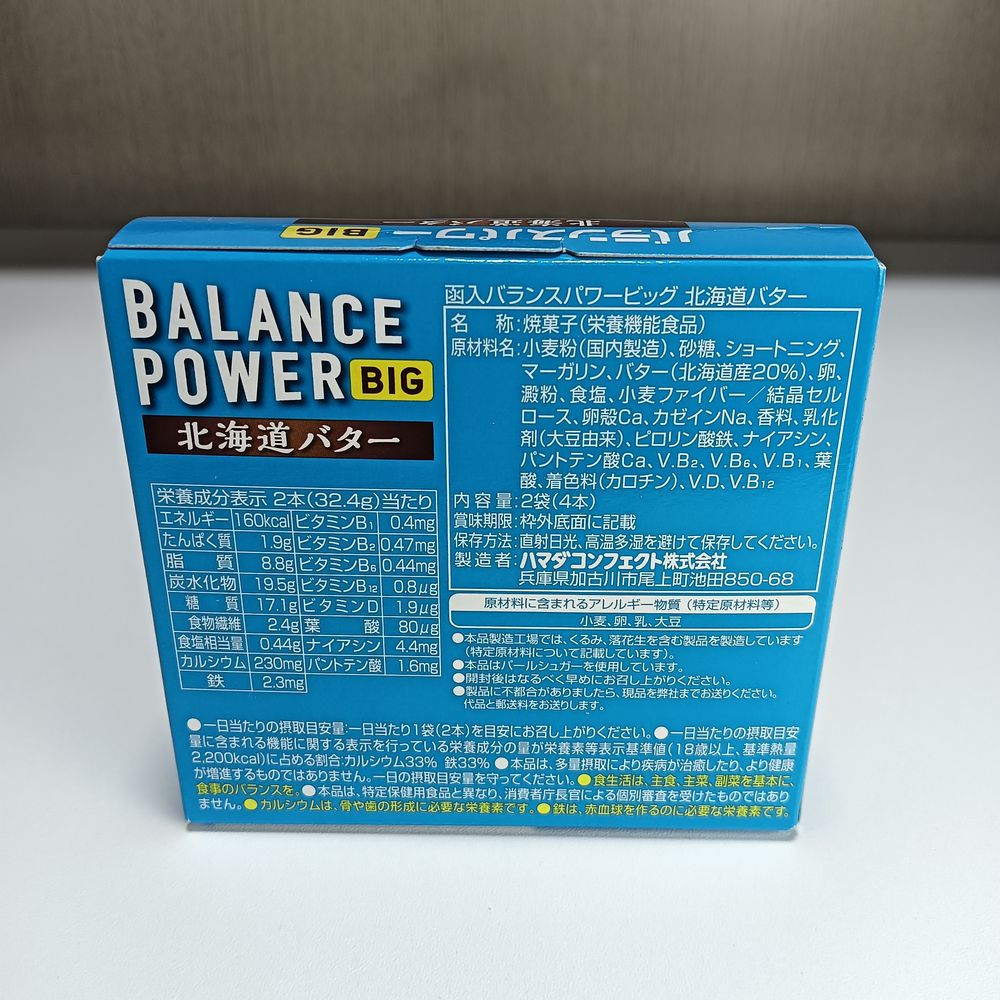 バランスパワー BIG
北海道バター
BALANCE
POWER BIG
北海道バター
栄養成分表示 2本(32.4g)当たり
エネルギー 160kcal ビタミンB₁ 0.4mg
たんぱく質 1.9g ビタミンB₂ 0.47mg
脂質 8.8g ビタミンB₆ 0.44mg
炭水化物 19.5g ビタミンB₁₂ 0.8μg
糖質 17.1g ビタミンD 1.9μg
食物繊維 2.4g 葉酸 80μg
食塩相当量 0.44g ナイアシン 4.4mg
カルシウム 230mg パントテン酸 1.6mg
鉄 2.3mg
函入バランスパワービッグ 北海道バター
名称:焼菓子(栄養機能食品)
原材料名:小麦粉(国内製造)、砂糖、ショートニング、
マーガリン、バター(北海道産20%)、卵、
澱粉、食塩、小麦ファイバー/結晶セル
ロース、卵殻Ca、カゼインNa、香料、乳化
剤(大豆由来)、ピロリン酸鉄、ナイアシン、
パントテン酸Ca、V.B₂、V.B₆、V.B₁、葉
酸、着色料(カロチン)、V.D、V.B₁₂
内容量:2袋(4本)
賞味期限:枠外底面に記載
保存方法:直射日光、高温多湿を避けて保存してください。
製造者:ハマダコンフェクト株式会社
兵庫県加古川市尾上町池田850-68
原材料に含まれるアレルギー物質(特定原材料等)
小麦、卵、乳、大豆
●本品製造工場では、くるみ、落花生を含む製品を製造しています
(特定原材料について記載しています)。
●本品はパールシュガーを使用しています。
●開封後はなるべく早めにお召し上がりください。
●製品に不都合がありましたら、現品を弊社までお送りください。
代品と郵送料をお送りします。
●一日当たりの摂取目安量:一日当たり1袋(2本)を目安にお召し上がりください。●一日当たりの摂取目安
量に含まれる機能に関する表示を行っている栄養成分の量が栄養素等表示基準値(18歳以上、基準熱量
2,200kcal)に占める割合:カルシウム33% 鉄33% ●本品は、多量摂取により疾病が治癒したり、より健康
が増進するものではありません。一日の摂取目安量を守ってください。●食生活は、主食、主菜、副菜を基本に、
食事のバランスを。●本品は、特定保健用食品と異なり、消費者庁長官による個別審査を受けたものではあり
ません。●カルシウムは、骨や歯の形成に必要な栄養素です。●鉄は、赤血球を作るのに必要な栄養素です。